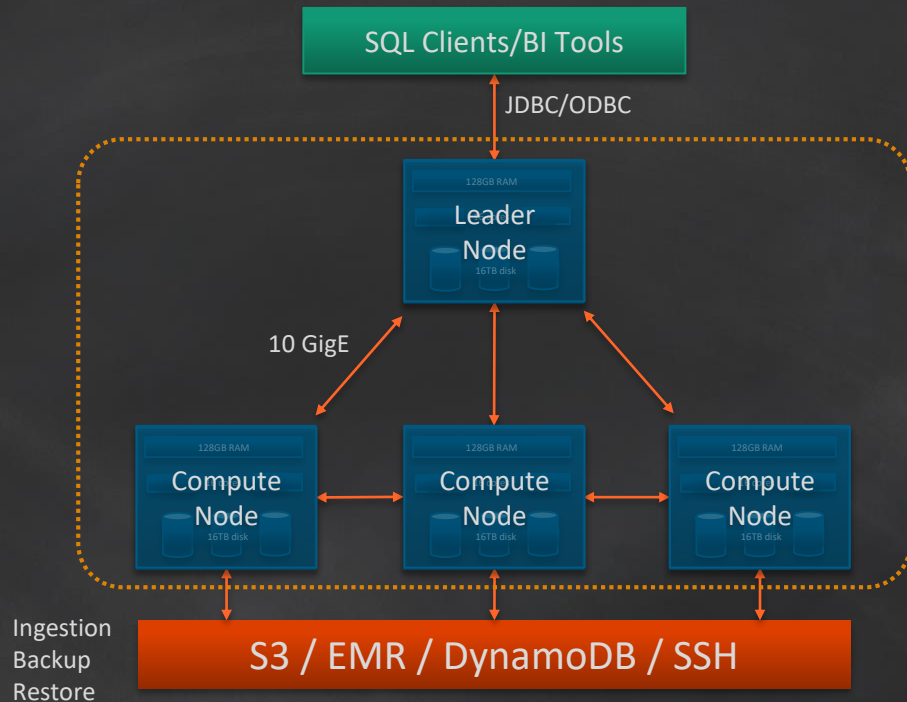 SQL Clients/BI Tools
JDBC/ODBC
128GB RAM
Leader
Node
16TB disk
10 GigE
128GB RAM
Compute
Node
16TB disk
128GB RAM
Compute
Node
16TB disk
128GB RAM
Compute
Node
16TB disk
Ingestion
Backup
Restore
S3 / EMR / DynamoDB / SSH